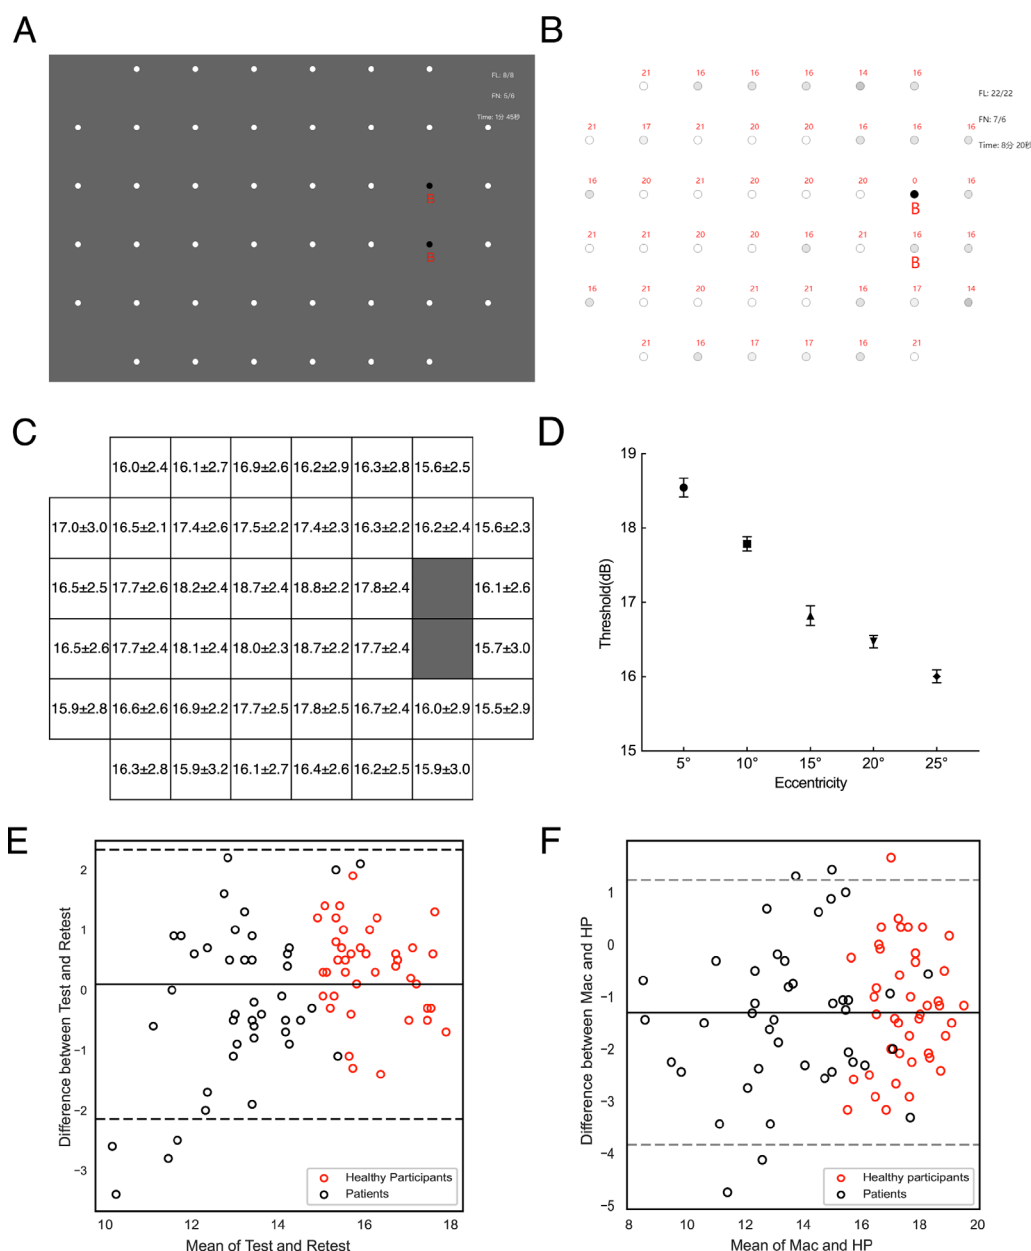 A
FL: 8/8
FN: 5/6
Time: 1分 45秒
B
B
B
21 16 16 16 14 16
FL: 22/22
FN: 7/6
Time: 8分 20秒
21 17 21 20 20 16 16 16
16 20 21 20 20 20 0 16
B
21 21 20 20 16 21 16 16
B
16 21 20 21 21 16 17 14
21 16 17 17 16 21
C
16.0±2.4 16.1±2.7 16.9±2.6 16.2±2.9 16.3±2.8 15.6±2.5
17.0±3.0 16.5±2.1 17.4±2.6 17.5±2.2 17.4±2.3 16.3±2.2 16.2±2.4 15.6±2.3
16.5±2.5 17.7±2.6 18.2±2.4 18.7±2.4 18.8±2.2 17.8±2.4 16.1±2.6
16.5±2.6 17.7±2.4 18.1±2.4 18.0±2.3 18.7±2.2 17.7±2.4 15.7±3.0
15.9±2.8 16.6±2.6 16.9±2.2 17.7±2.5 17.8±2.5 16.7±2.4 16.0±2.9 15.5±2.9
16.3±2.8 15.9±3.2 16.1±2.7 16.4±2.6 16.2±2.5 15.9±3.0
D
Threshold(dB)
19
18
17
16
15
5° 10° 15° 20° 25°
Eccentricity
E
Difference between Test and Retest
2
1
0
−1
−2
−3
Healthy Participants
Patients
10 12 14 16 18
Mean of Test and Retest
F
Difference between Mac and HP
1
0
−1
−2
−3
−4
−5
Healthy participants
Patients
8 10 12 14 16 18 20
Mean of Mac and HP